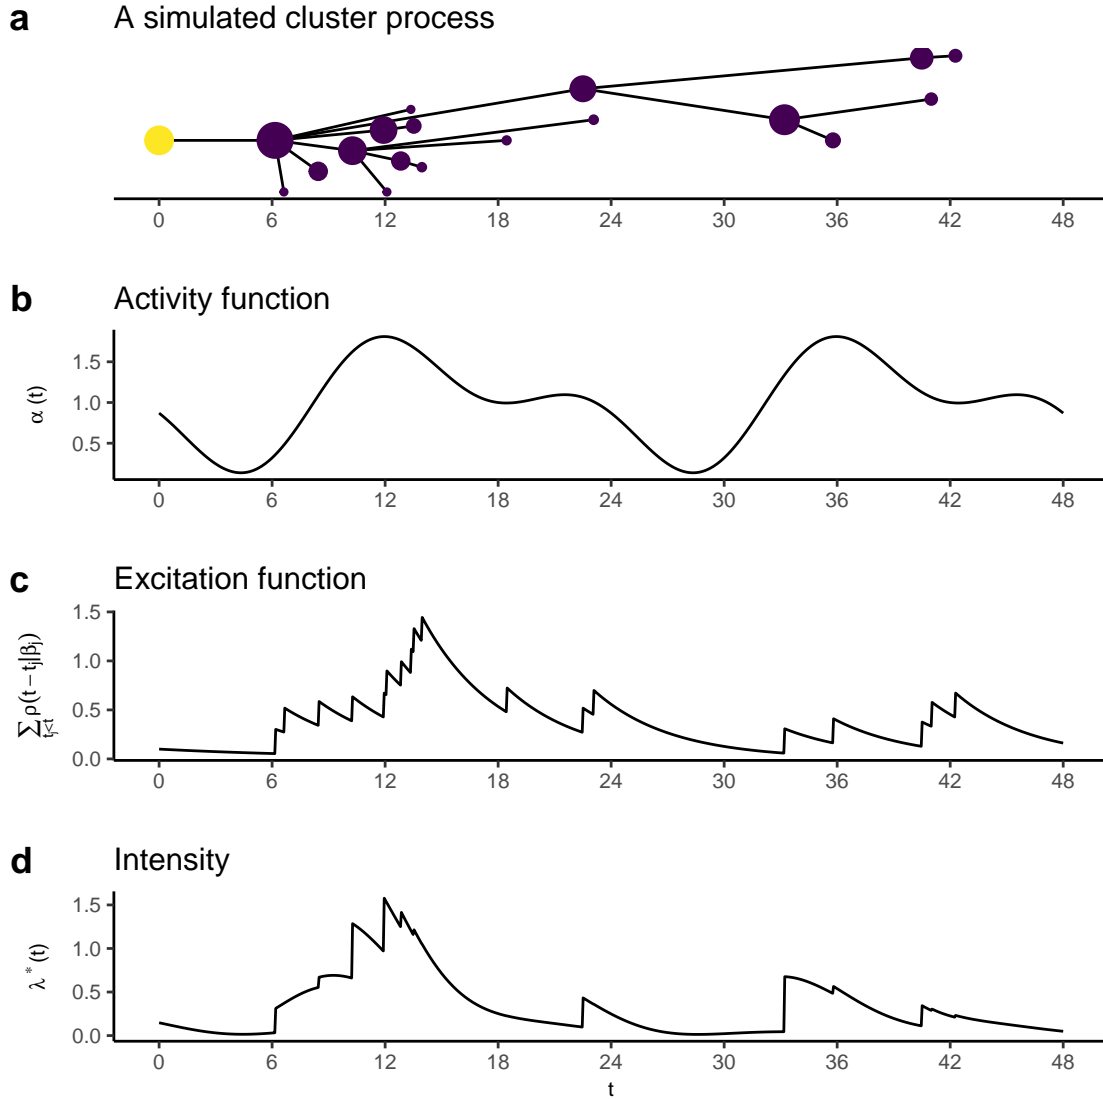 a A simulated cluster process
0 6 12 18 24 30 36 42 48
b Activity function
1.5
1.0
0.5
α (t)
0 6 12 18 24 30 36 42 48
c Excitation function
1.5
1.0
0.5
0.0
∑ tⱼ<t ρ(t − tⱼ|βⱼ)
0 6 12 18 24 30 36 42 48
d Intensity
1.5
1.0
0.5
0.0
λ * (t)
0 6 12 18 24 30 36 42 48
t